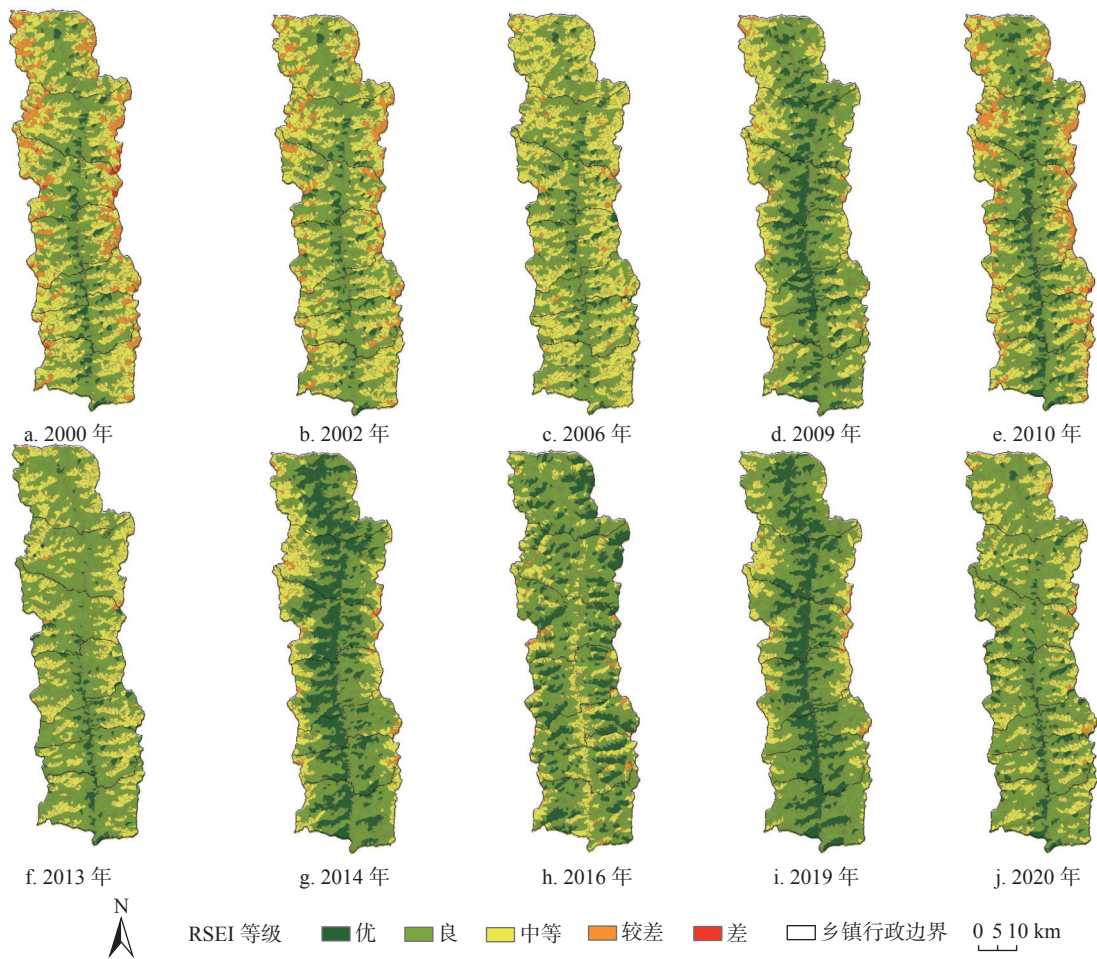 a. 2000 年
b. 2002 年
c. 2006 年
d. 2009 年
e. 2010 年
f. 2013 年
g. 2014 年
h. 2016 年
i. 2019 年
j. 2020 年
N
RSEI 等级 优 良 中等 较差 差 乡镇行政边界 0 5 10 km